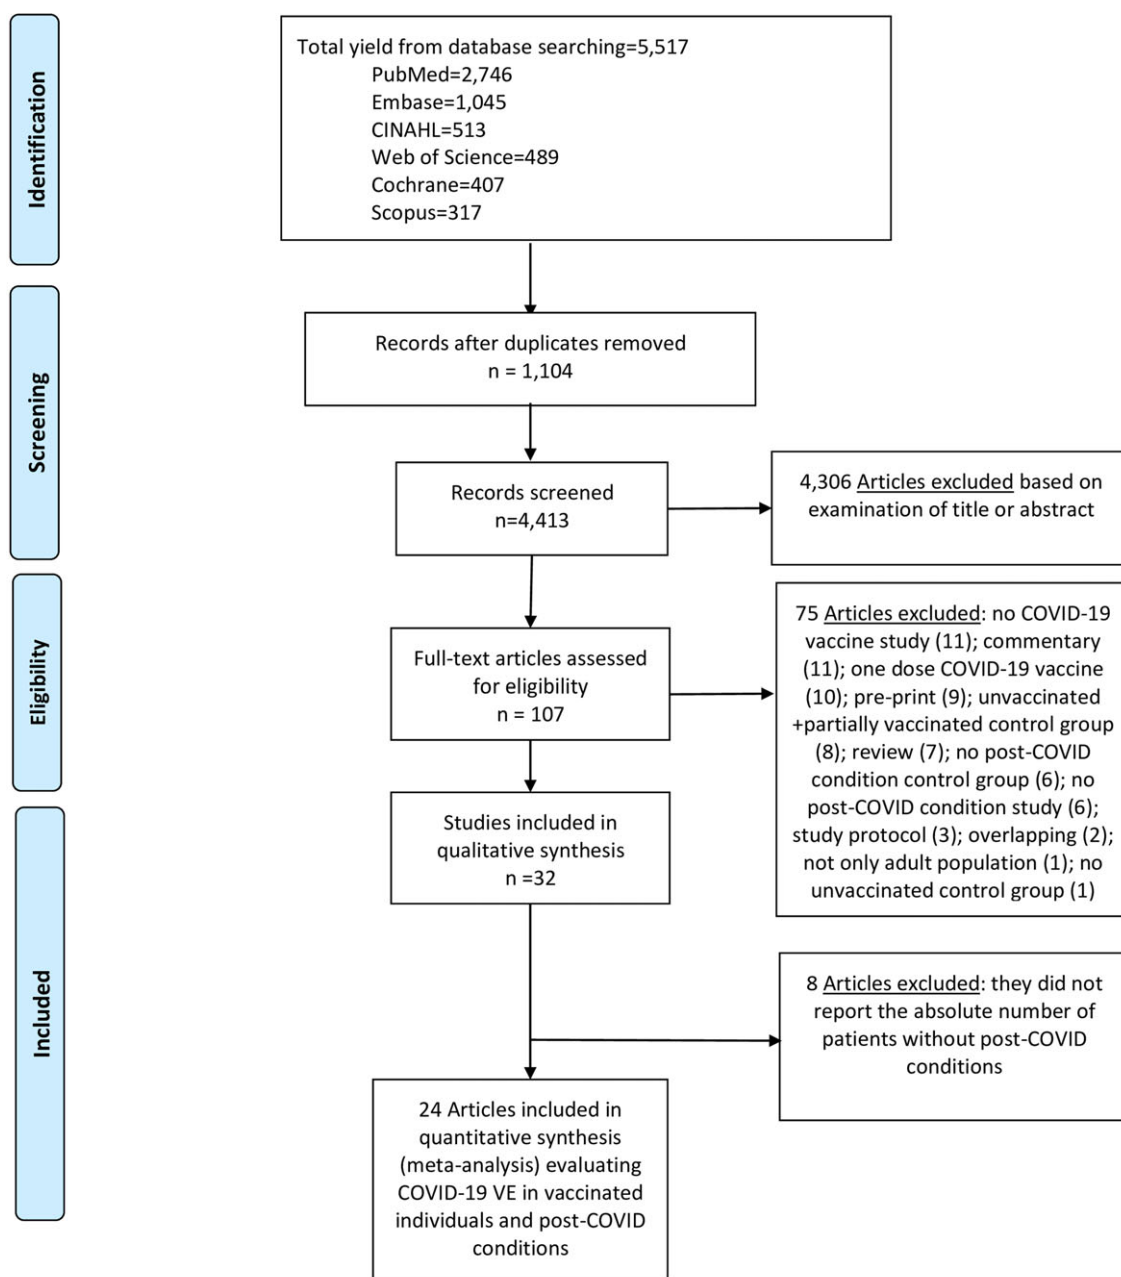 Identification
Total yield from database searching=5,517
PubMed=2,746
Embase=1,045
CINAHL=513
Web of Science=489
Cochrane=407
Scopus=317
Screening
Records after duplicates removed
n = 1,104
Records screened
n=4,413
4,306 Articles excluded based on
examination of title or abstract
Eligibility
Full-text articles assessed
for eligibility
n = 107
75 Articles excluded: no COVID-19
vaccine study (11); commentary
(11); one dose COVID-19 vaccine
(10); pre-print (9); unvaccinated
+partially vaccinated control group
(8); review (7); no post-COVID
condition control group (6); no
post-COVID condition study (6);
study protocol (3); overlapping (2);
not only adult population (1); no
unvaccinated control group (1)
Included
Studies included in
qualitative synthesis
n =32
8 Articles excluded: they did not
report the absolute number of
patients without post-COVID
conditions
24 Articles included in
quantitative synthesis
(meta-analysis) evaluating
COVID-19 VE in vaccinated
individuals and post-COVID
conditions